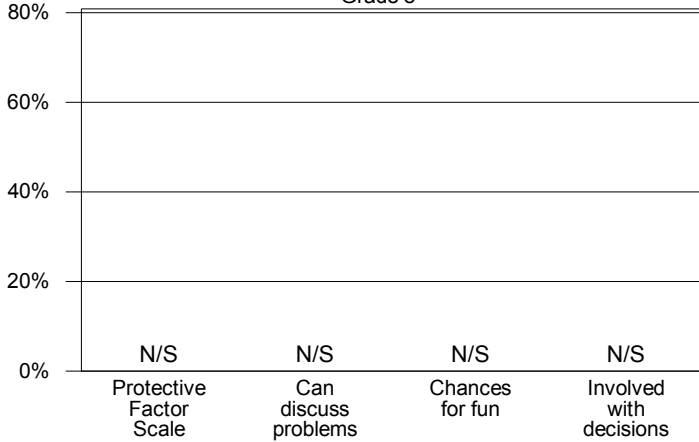 80%
60%
40%
20%
0%
N/S N/S N/S N/S
Protective
Factor
Scale
Can
discuss
problems
Chances
for fun
Involved
with
decisions